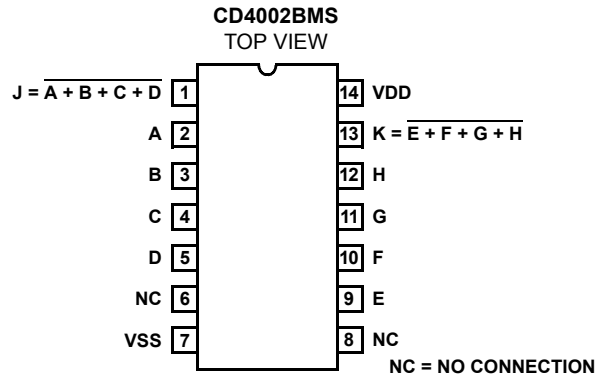 CD4002BMS
TOP VIEW
J = A + B + C + D 1 14 VDD
A 2 13 K = E + F + G + H
B 3 12 H
C 4 11 G
D 5 10 F
NC 6 9 E
VSS 7 8 NC
NC = NO CONNECTION